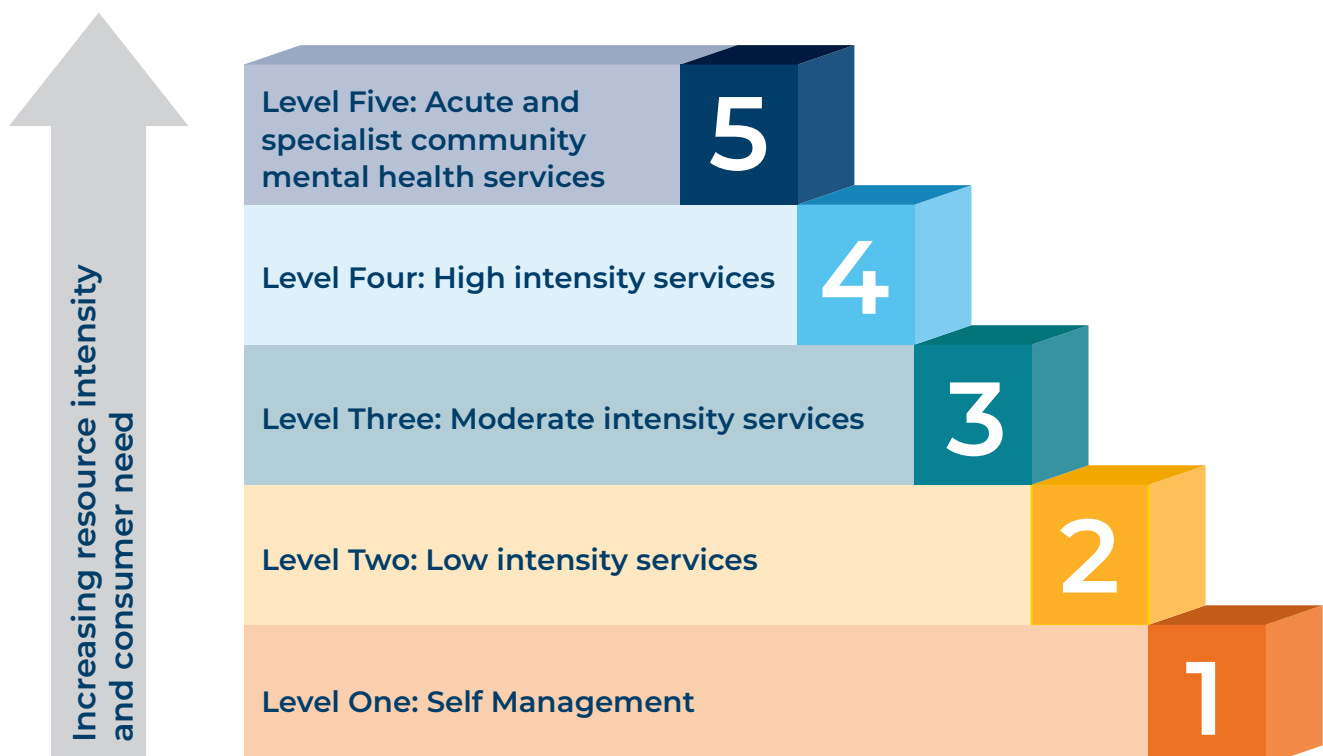 Increasing resource intensity
and consumer need
Level Five: Acute and
specialist community
mental health services
5
Level Four: High intensity services
4
Level Three: Moderate intensity services
3
Level Two: Low intensity services
2
Level One: Self Management
1